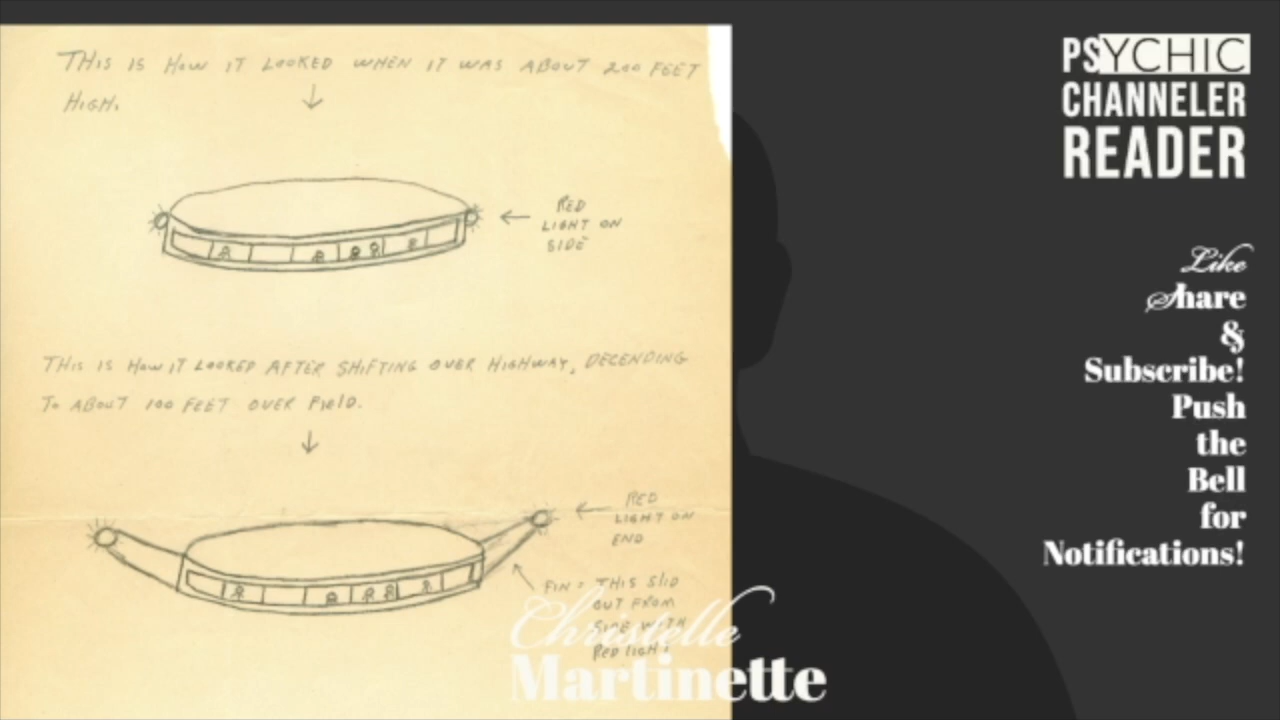 THIS IS HOW IT LOOKED WHEN IT WAS ABOUT 200 FEET
HIGH.
RED
LIGHT ON
SIDE
THIS IS HOW IT LOOKED AFTER SHIFTING OVER HIGHWAY, DECENDING
TO ABOUT 100 FEET OVER FIELD.
RED
LIGHT ON
END
FIN: THIS SLID
OUT FROM
SIDE WITH
RED LIGHT
Christelle
Martinette
PSYCHIC
CHANNELER
READER
Like
Share
&
Subscribe!
Push
the
Bell
for
Notifications!